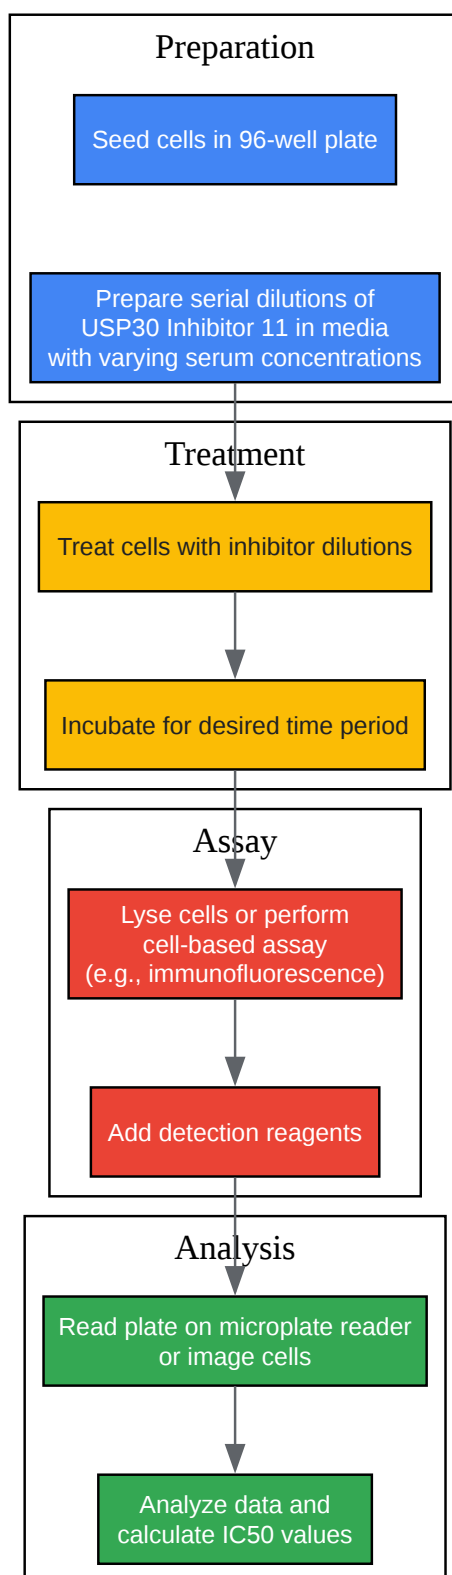 Preparation
Seed cells in 96-well plate
Prepare serial dilutions of
USP30 Inhibitor 11 in media
with varying serum concentrations
Treatment
Treat cells with inhibitor dilutions
Incubate for desired time period
Assay
Lyse cells or perform
cell-based assay
(e.g., immunofluorescence)
Add detection reagents
Analysis
Read plate on microplate reader
or image cells
Analyze data and
calculate IC50 values